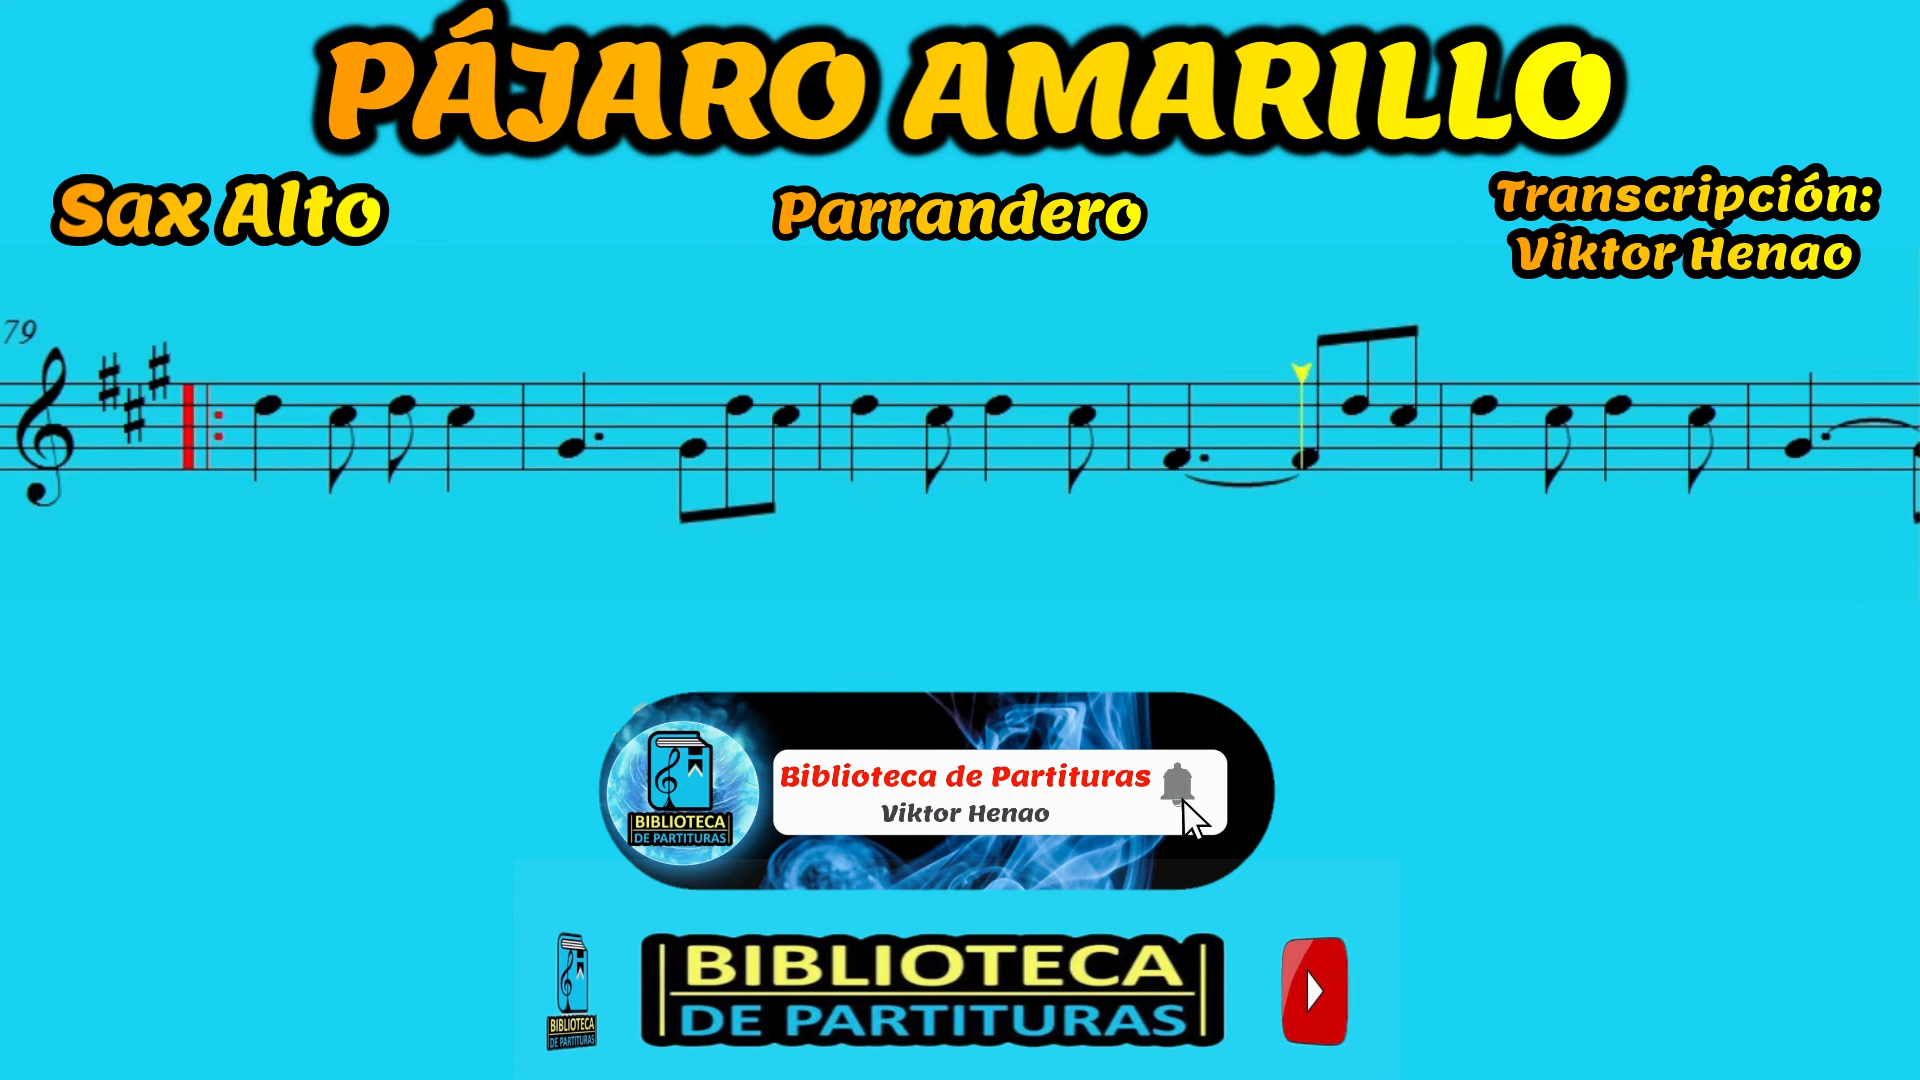 PÁJARO AMARILLO
Sax Alto
Parrandero
Transcripción:
Viktor Henao
79
Biblioteca de Partituras
Viktor Henao
BIBLIOTECA
DE PARTITURAS
BIBLIOTECA
DE PARTITURAS
BIBLIOTECA
DE PARTITURAS